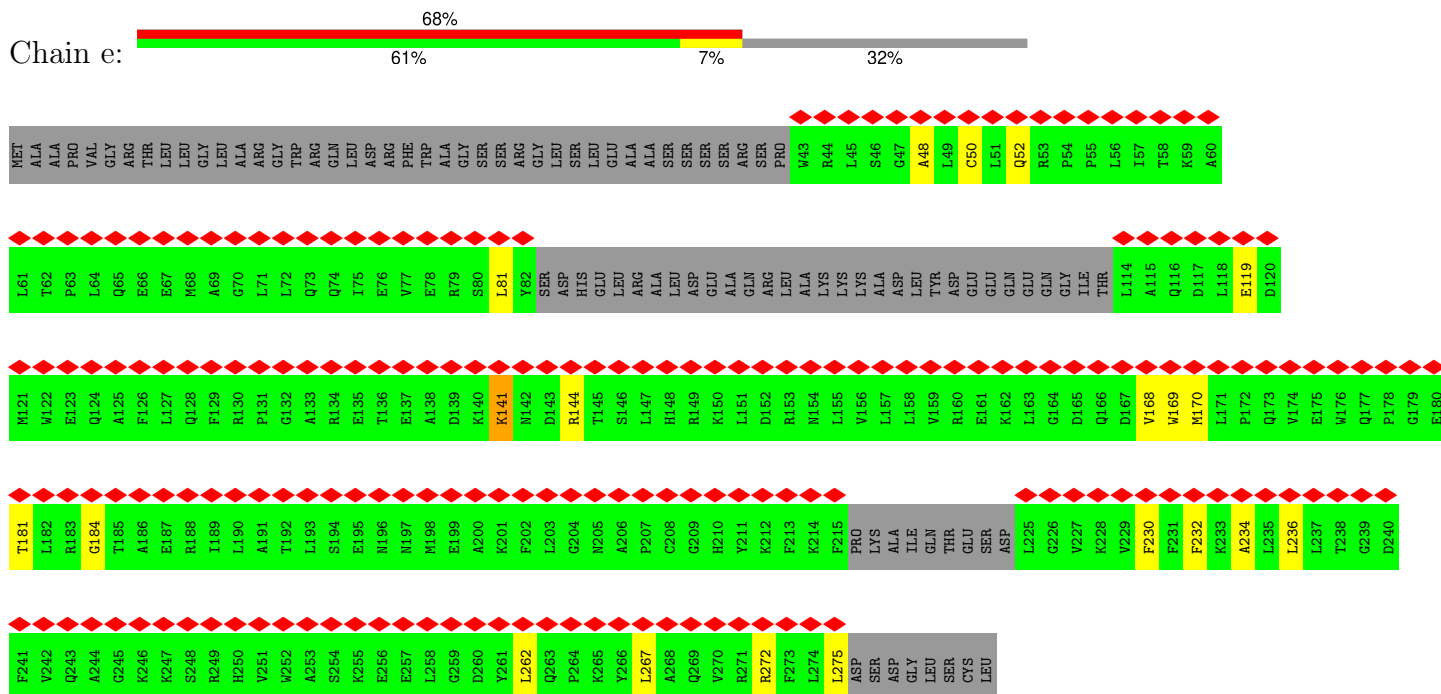 68%
Chain e:
61% 7% 32%
MET ALA ALA PRO VAL GLY ARG THR LEU LEU GLY LEU ALA ARG GLY TRP ARG GLN LEU ASP ARG PHE TRP ALA GLY SER SER ARG GLY LEU SER LEU GLU ALA ALA SER SER SER SER ARG SER PRO W43 R44 L45 S46 G47 A48 L49 C50 L51 Q52 R53 P54 P55 L56 I57 T58 K59 A60
L61 T62 P63 L64 Q65 E66 E67 M68 A69 G70 L71 L72 Q73 Q74 I75 E76 V77 E78 R79 S80 L81 Y82 SER ASP HIS GLU LEU ARG ALA LEU ASP GLU ALA GLN ARG LEU ALA LYS LYS LYS ALA ASP LEU TYR ASP GLU GLU GLN GLU GLN GLY ILE THR L114 A115 Q116 D117 L118 E119 D120
M121 W122 E123 Q124 A125 F126 L127 Q128 F129 R130 P131 G132 A133 R134 E135 T136 E137 A138 D139 K140 K141 N142 D143 R144 T145 S146 L147 H148 R149 K150 L151 D152 R153 N154 L155 V156 L157 L158 V159 R160 E161 K162 L163 G164 D165 Q166 D167 V168 W169 M170 L171 P172 Q173 V174 E175 W176 Q177 P178 G179 E180
T181 L182 R183 G184 T185 A186 E187 R188 I189 L190 A191 T192 L193 S194 E195 N196 N197 M198 E199 A200 K201 F202 L203 G204 N205 A206 P207 C208 G209 H210 Y211 K212 F213 K214 F215 PRO LYS ALA ILE GLN THR GLU SER ASP L225 G226 V227 K228 V229 F230 F231 F232 K233 A234 L235 L236 L237 T238 G239 D240
F241 V242 Q243 A244 G245 K246 K247 S248 R249 H250 V251 W252 A253 S254 K255 E256 E257 L258 G259 D260 Y261 L262 Q263 P264 K265 Y266 L267 A268 Q269 V270 R271 R272 F273 L274 L275 ASP SER ASP GLY LEU SER CYS LEU